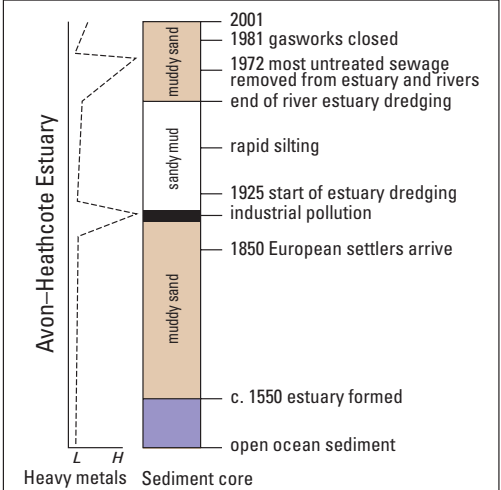 2001
1981 gasworks closed
1972 most untreated sewage
removed from estuary and rivers
end of river estuary dredging
rapid silting
1925 start of estuary dredging
industrial pollution
1850 European settlers arrive
c. 1550 estuary formed
open ocean sediment
muddy sand
sandy mud
muddy sand
Avon–Heathcote Estuary
L H
Heavy metals Sediment core